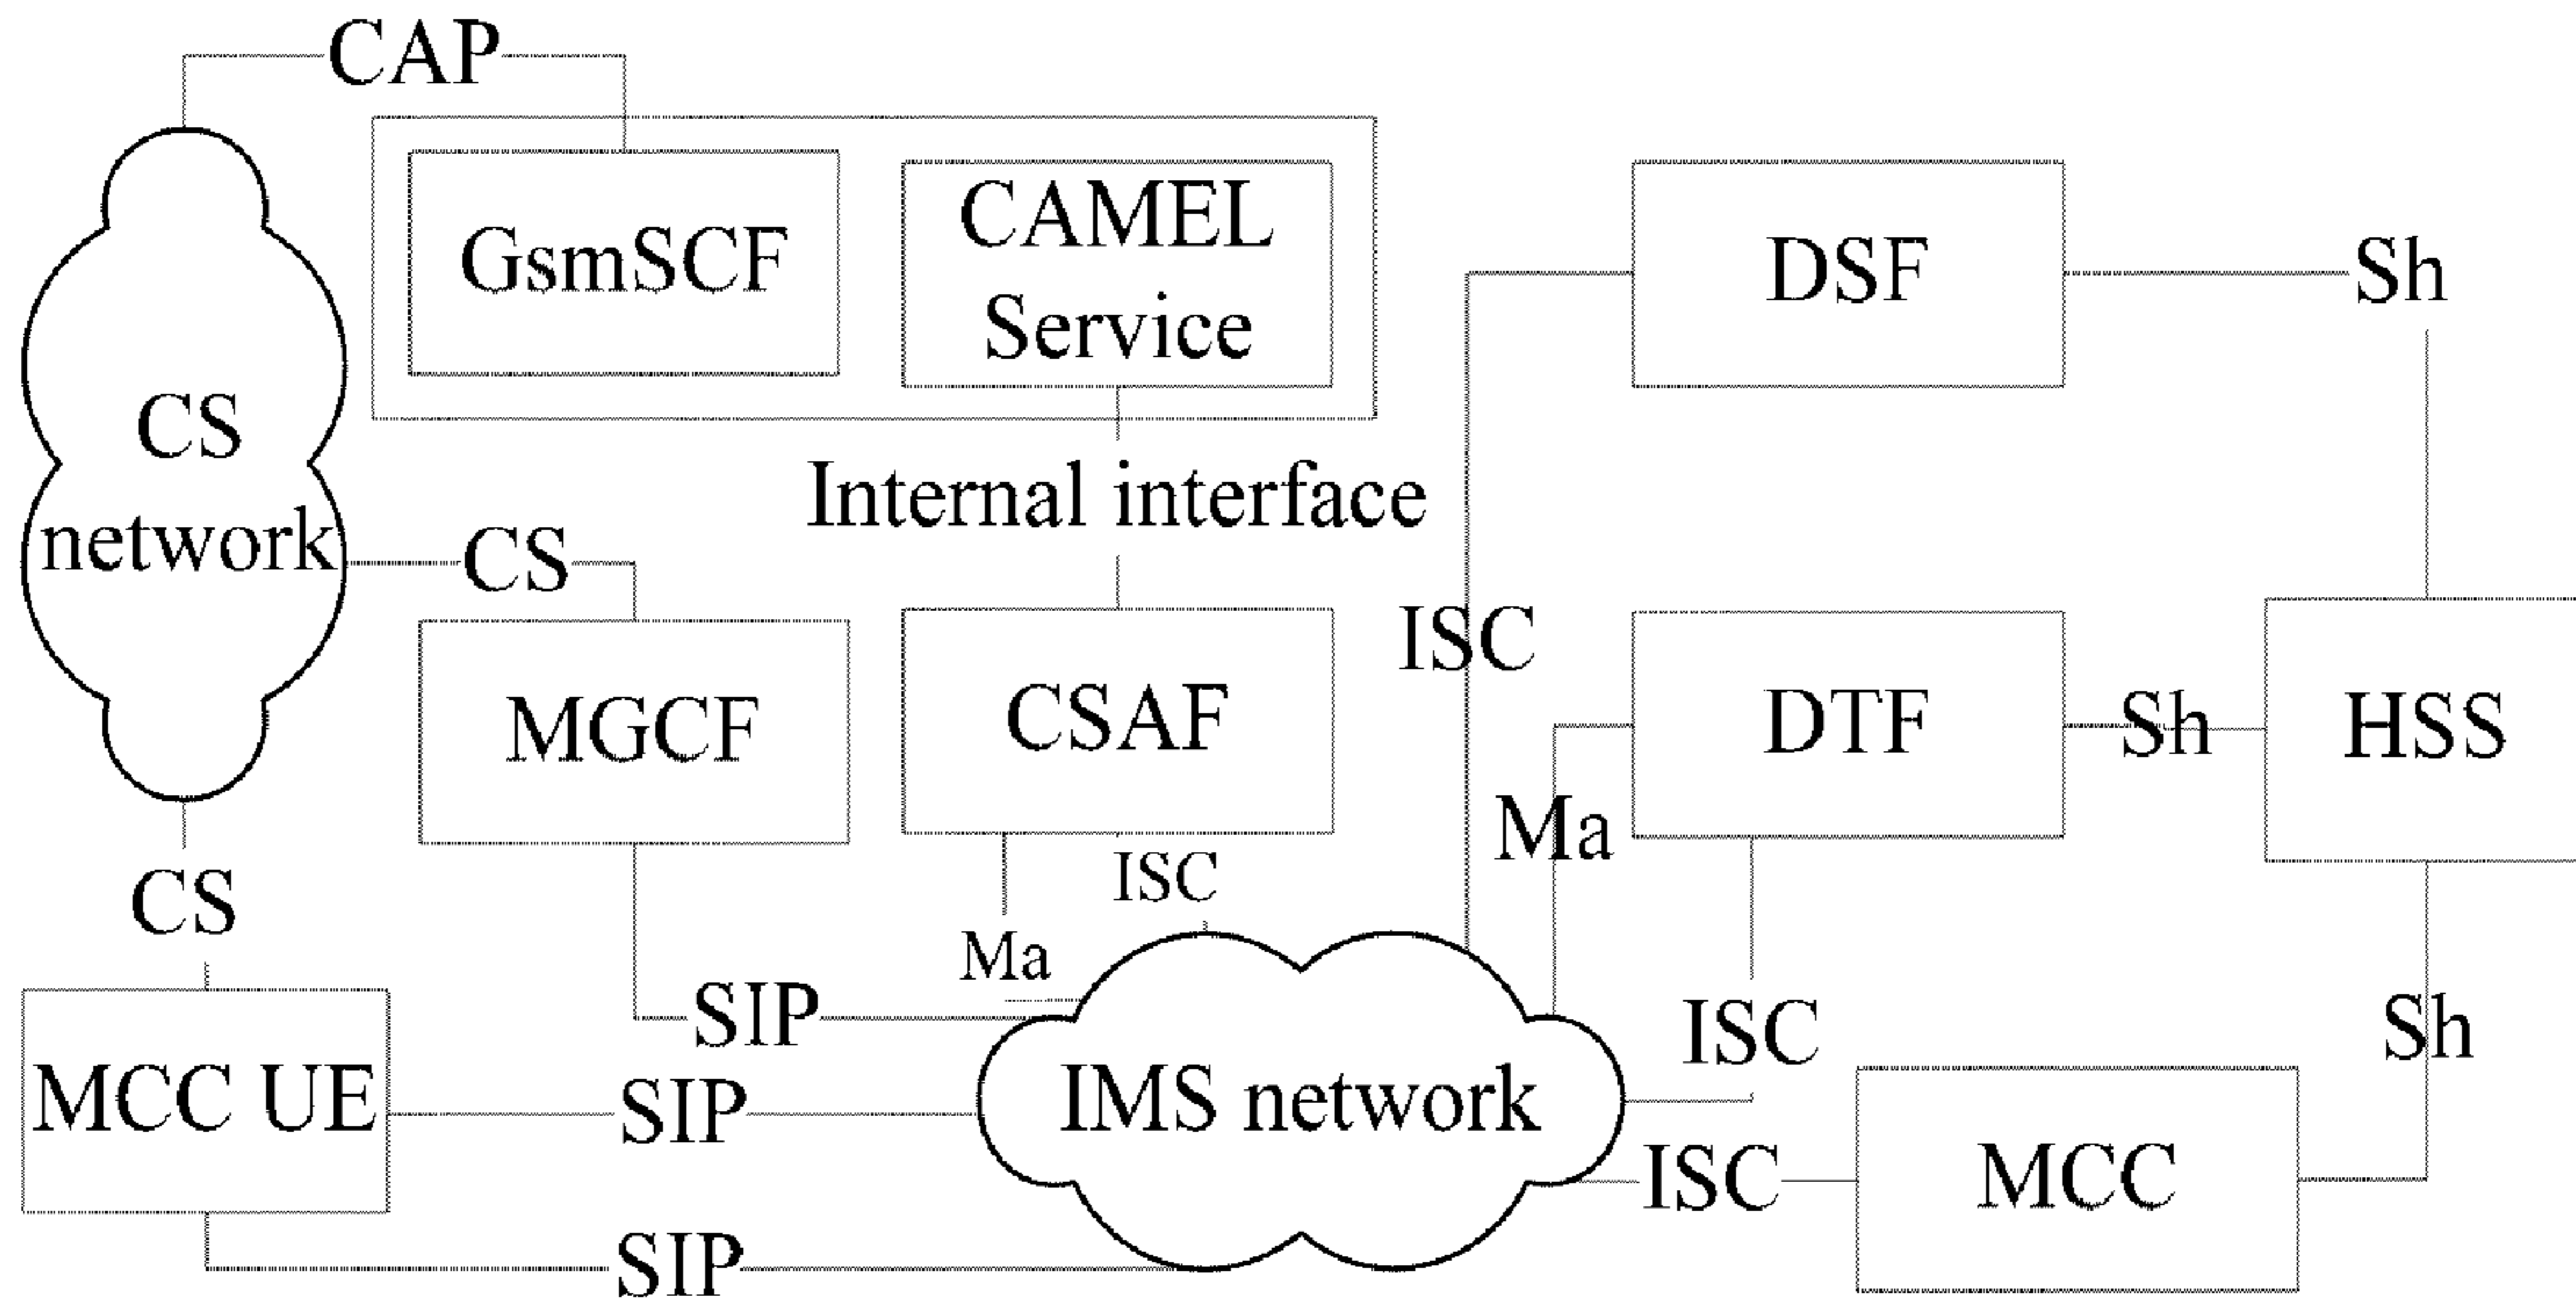 CAP
GsmSCF
CAMEL
Service
DSF
Sh
CS
network
Internal interface
CS
ISC
MGCF
CSAF
DTF
Sh
HSS
Ma
CS
ISC
Ma
SIP
ISC
Sh
MCC UE
SIP
IMS network
ISC
MCC
SIP